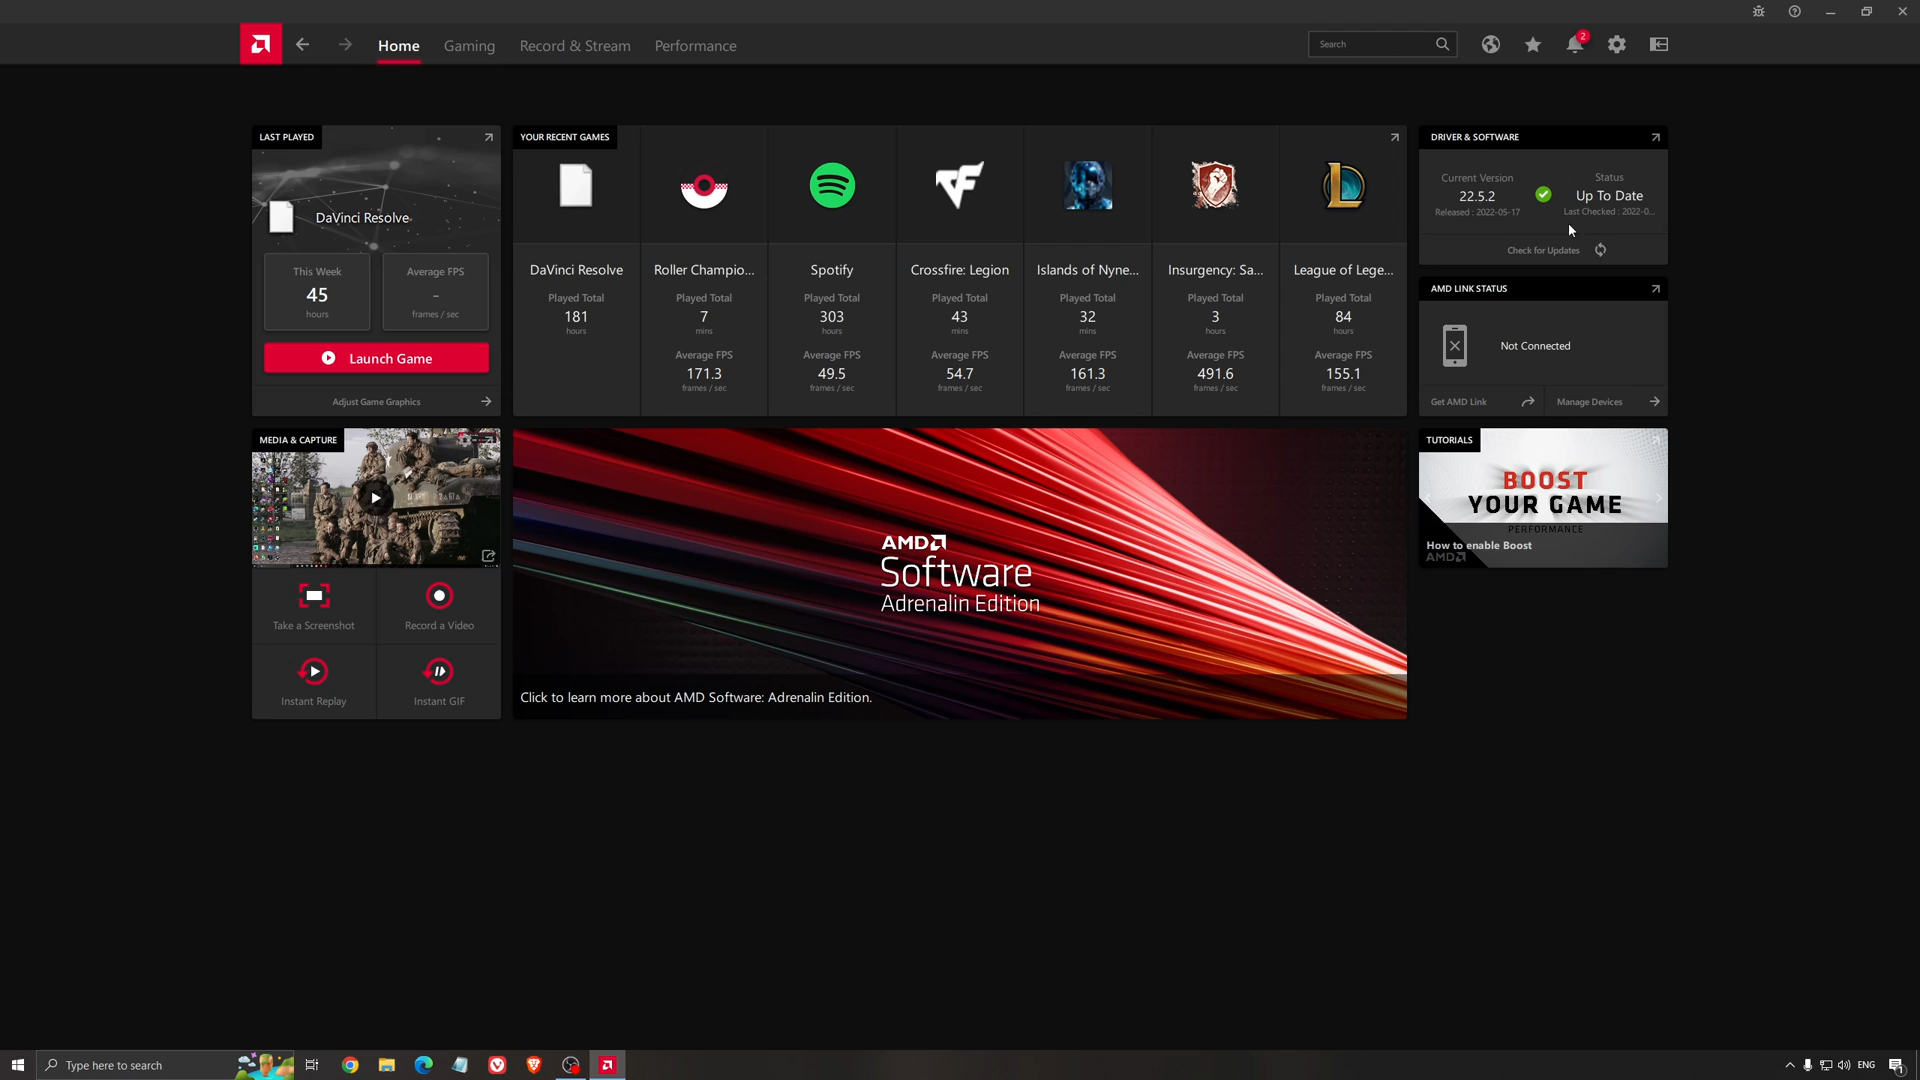 Home
Gaming
Record & Stream
Performance
Search
2
LAST PLAYED
DaVinci Resolve
This Week
45
hours
Average FPS
–
frames / sec
Launch Game
Adjust Game Graphics
YOUR RECENT GAMES
DaVinci Resolve
Played Total
181
hours
Roller Champio...
Played Total
7
mins
Average FPS
171.3
frames / sec
Spotify
Played Total
303
hours
Average FPS
49.5
frames / sec
Crossfire: Legion
Played Total
43
mins
Average FPS
54.7
frames / sec
Islands of Nyne...
Played Total
32
mins
Average FPS
161.3
frames / sec
Insurgency: Sa...
Played Total
3
hours
Average FPS
491.6
frames / sec
League of Lege...
Played Total
84
hours
Average FPS
155.1
frames / sec
DRIVER & SOFTWARE
Current Version
22.5.2
Released : 2022-05-17
Status
Up To Date
Last Checked : 2022-0...
Check for Updates
AMD LINK STATUS
Not Connected
Get AMD Link
Manage Devices
MEDIA & CAPTURE
Take a Screenshot
Record a Video
Instant Replay
Instant GIF
AMD
Software
Adrenalin Edition
Click to learn more about AMD Software: Adrenalin Edition.
TUTORIALS
BOOST
YOUR GAME
PERFORMANCE
How to enable Boost
AMD
Type here to search
ENG
1